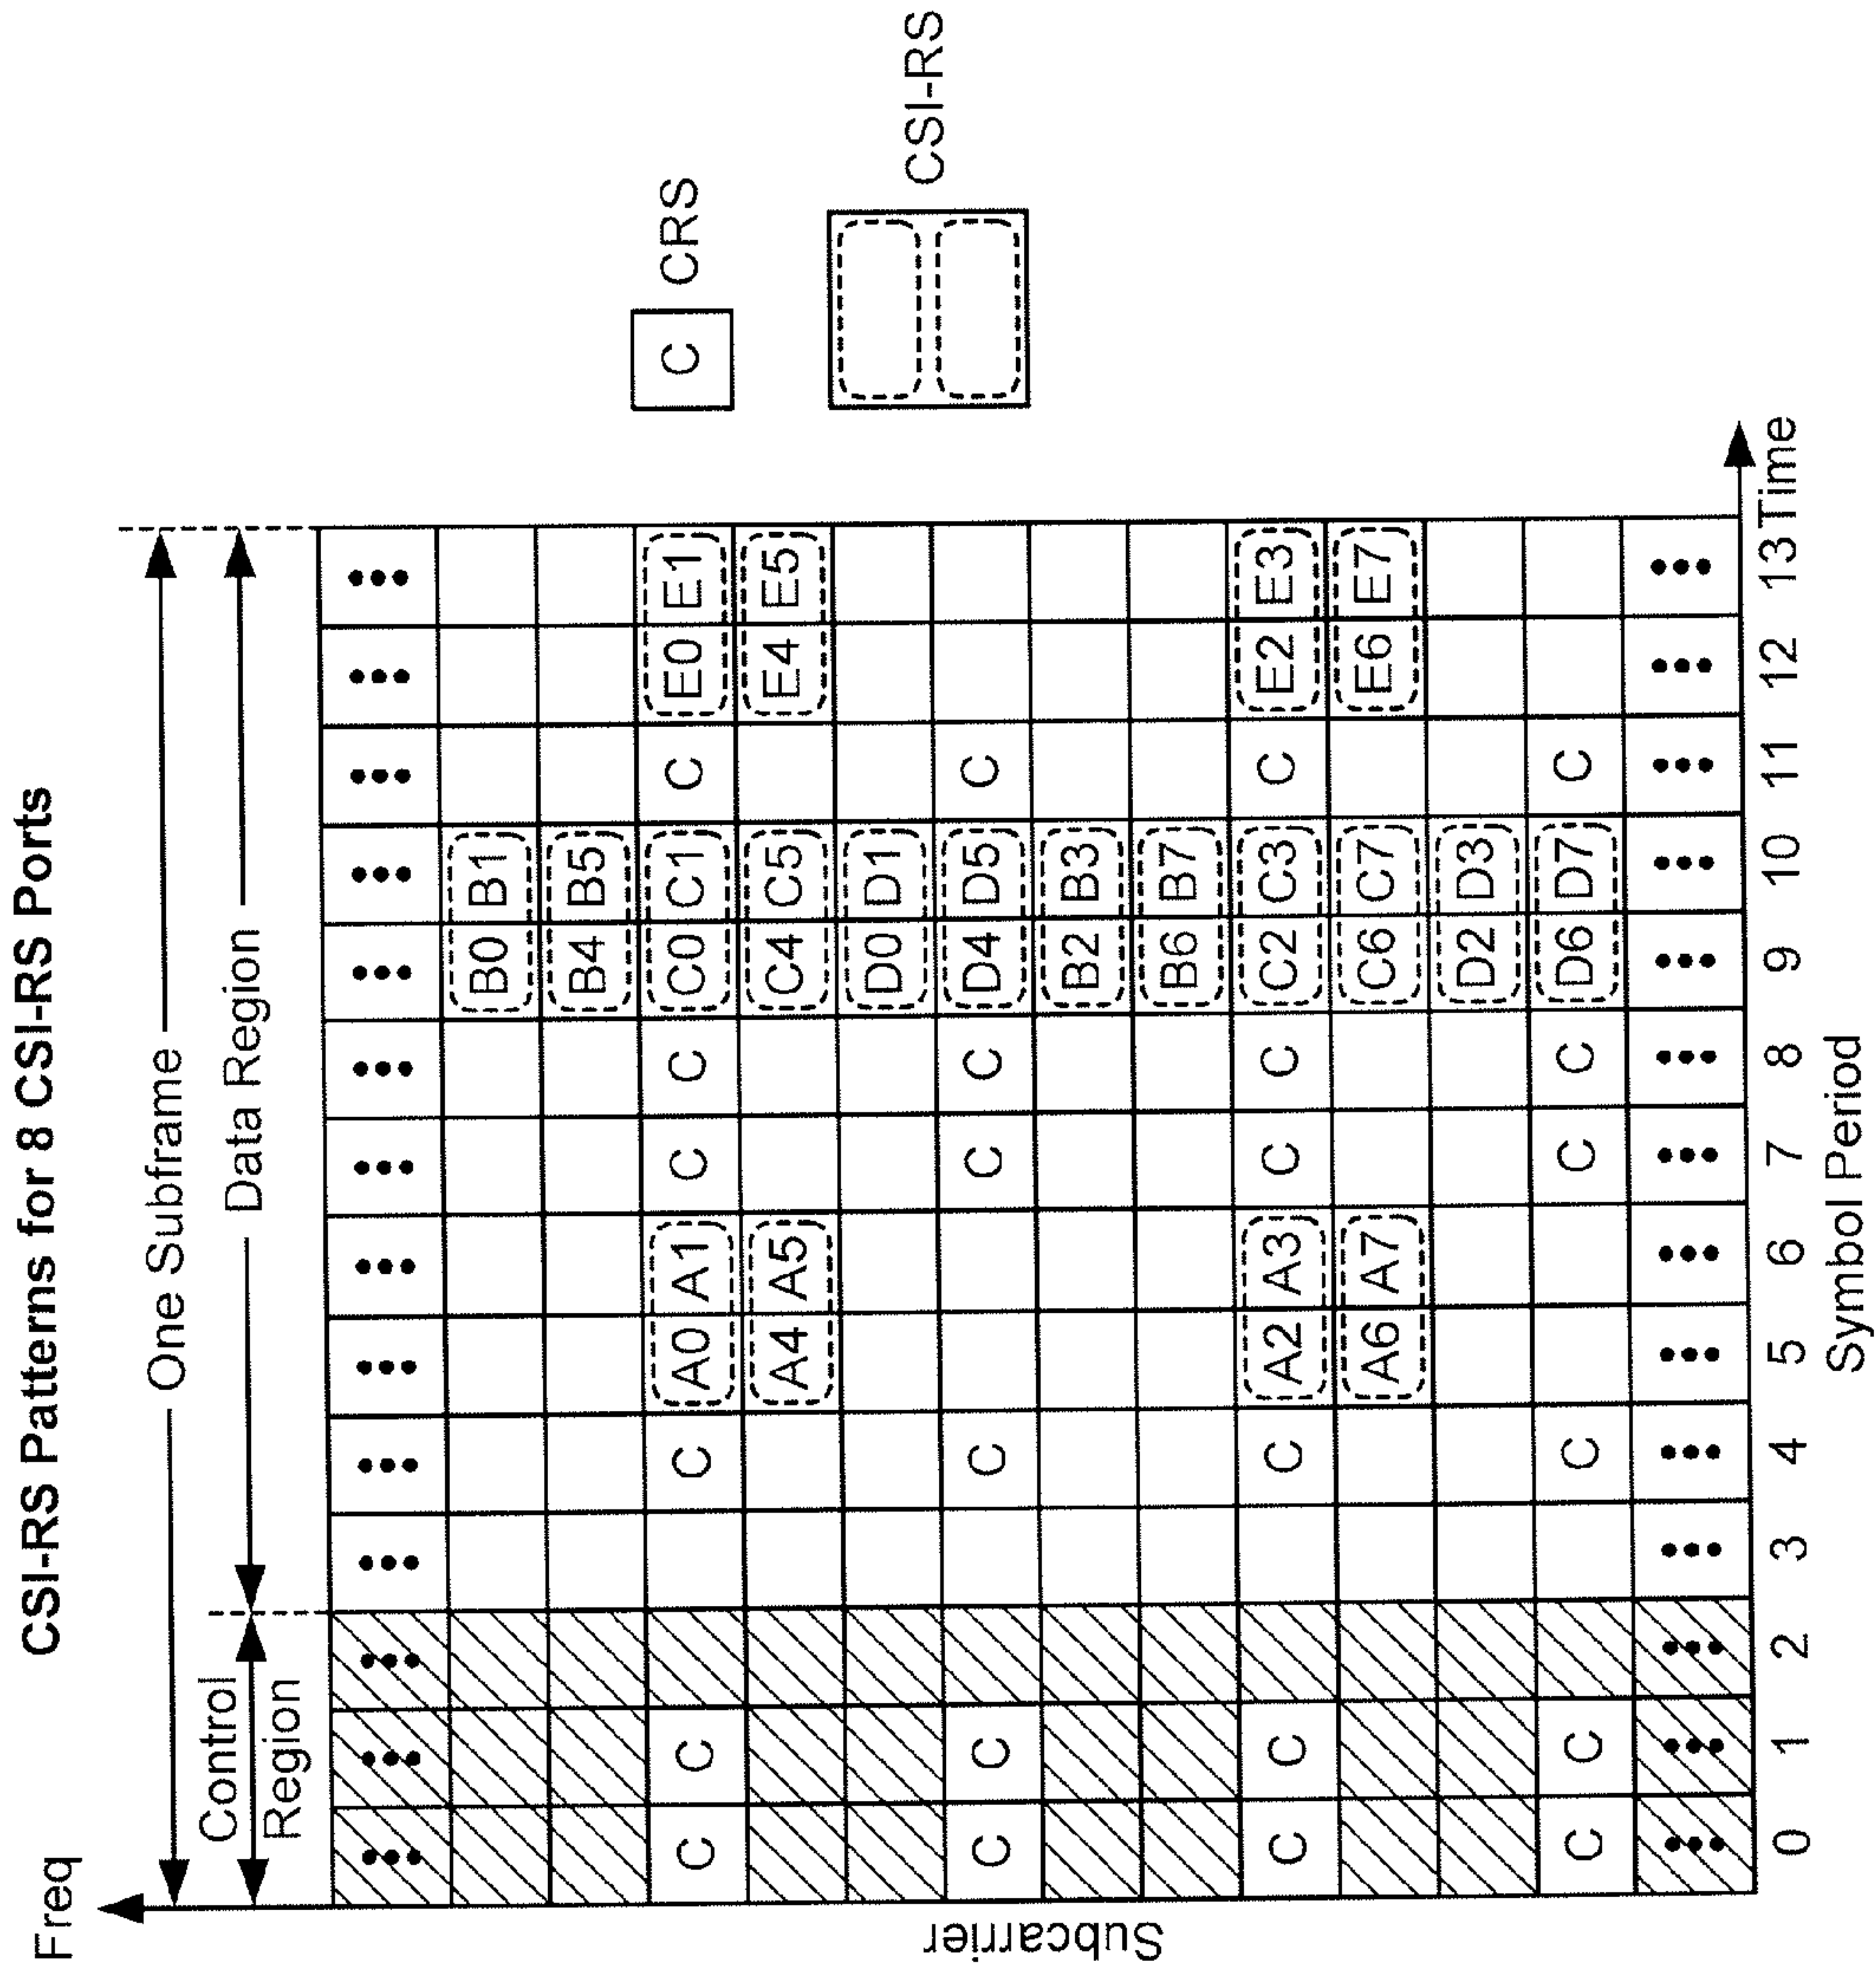 CSI-RS Patterns for 8 CSI-RS Ports
Freq
One Subframe
Control Region
Data Region
••• ••• ••• ••• ••• ••• ••• ••• ••• ••• ••• ••• ••• •••
B0 B1
B4 B5
C C C A0 A1 C C C0 C1 C E0 E1
A4 A5 C4 C5 E4 E5
D0 D1
C C C C C D4 D5 C
B2 B3
B6 B7
C C C A2 A3 C C C2 C3 C E2 E3
A6 A7 C6 C7 E6 E7
D2 D3
C C C C C D6 D7 C
••• ••• ••• ••• ••• ••• ••• ••• ••• ••• ••• ••• ••• •••
0 1 2 3 4 5 6 7 8 9 10 11 12 13 Time
Symbol Period
Subcarrier
C CRS
CSI-RS